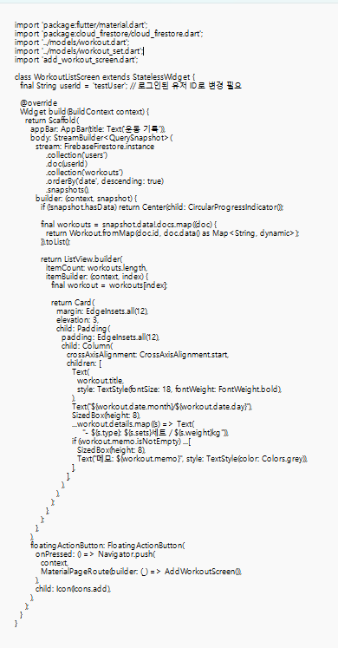 import 'package:flutter/material.dart';
import 'package:cloud_firestore/cloud_firestore.dart';
import '../models/workout.dart';
import '../models/workout_set.dart';
import 'add_workout_screen.dart';

class WorkoutListScreen extends StatelessWidget {
  final String userId = 'testUser'; // 로그인된 유저 ID로 변경 필요

  @override
  Widget build(BuildContext context) {
    return Scaffold(
      appBar: AppBar(title: Text('운동 기록')),
      body: StreamBuilder<QuerySnapshot>(
        stream: FirebaseFirestore.instance
            .collection('users')
            .doc(userId)
            .collection('workouts')
            .orderBy('date', descending: true)
            .snapshots(),
        builder: (context, snapshot) {
          if (!snapshot.hasData) return Center(child: CircularProgressIndicator());

          final workouts = snapshot.data!.docs.map((doc) {
            return Workout.fromMap(doc.id, doc.data() as Map<String, dynamic>);
          }).toList();

          return ListView.builder(
            itemCount: workouts.length,
            itemBuilder: (context, index) {
              final workout = workouts[index];

              return Card(
                margin: EdgeInsets.all(12),
                elevation: 3,
                child: Padding(
                  padding: EdgeInsets.all(12),
                  child: Column(
                    crossAxisAlignment: CrossAxisAlignment.start,
                    children: [
                      Text(
                        workout.title,
                        style: TextStyle(fontSize: 18, fontWeight: FontWeight.bold),
                      ),
                      Text("${workout.date.month}/${workout.date.day}"),
                      SizedBox(height: 8),
                      ...workout.details.map((s) => Text(
                          "- ${s.type}: ${s.sets}세트 / ${s.weight}kg")),
                      if (workout.memo.isNotEmpty) ...[
                        SizedBox(height: 8),
                        Text("메모: ${workout.memo}", style: TextStyle(color: Colors.grey)),
                      ],
                    ],
                  ),
                ),
              );
            },
          );
        },
      ),
      floatingActionButton: FloatingActionButton(
        onPressed: () => Navigator.push(
          context,
          MaterialPageRoute(builder: (_) => AddWorkoutScreen()),
        ),
        child: Icon(Icons.add),
      ),
    );
  }
}